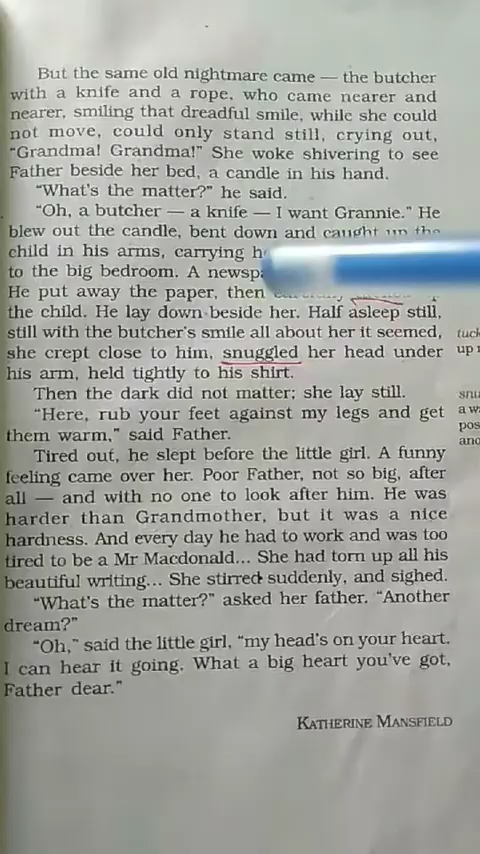 But the same old nightmare came — the butcher
with a knife and a rope, who came nearer and
nearer, smiling that dreadful smile, while she could
not move, could only stand still, crying out,
“Grandma! Grandma!” She woke shivering to see
Father beside her bed, a candle in his hand.
“What's the matter?” he said.
“Oh, a butcher — a knife — I want Grannie.” He
blew out the candle, bent down and caught up the
child in his arms, carrying
to the big bedroom. A
He put away the paper, then
the child. He lay down beside her. Half asleep still,
still with the butcher's smile all about her it seemed,
she crept close to him, snuggled her head under
his arm, held tightly to his shirt.
Then the dark did not matter; she lay still.
“Here, rub your feet against my legs and get
them warm,” said Father.
Tired out, he slept before the little girl. A funny
feeling came over her. Poor Father, not so big, after
all — and with no one to look after him. He was
harder than Grandmother, but it was a nice
hardness. And every day he had to work and was too
tired to be a Mr Macdonald... She had torn up all his
beautiful writing... She stirred suddenly, and sighed.
“What's the matter?” asked her father. “Another
dream?”
“Oh,” said the little girl, “my head's on your heart.
I can hear it going. What a big heart you've got,
Father dear.”
KATHERINE MANSFIELD
tuck
up
snu
a w
pos
and